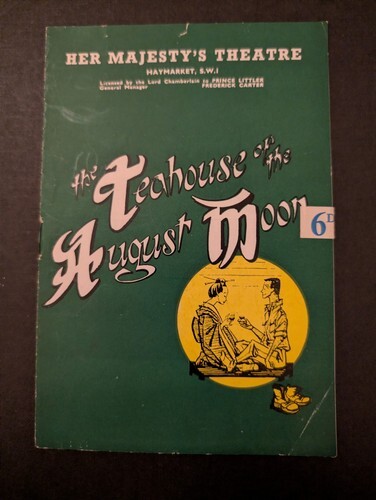 HER MAJESTY'S THEATRE
HAYMARKET, S.W.1
Licensed by the Lord Chamberlain to PRINCE LITTLER
General Manager FREDERICK CARTER
the Teahouse of the
August Moon
6D